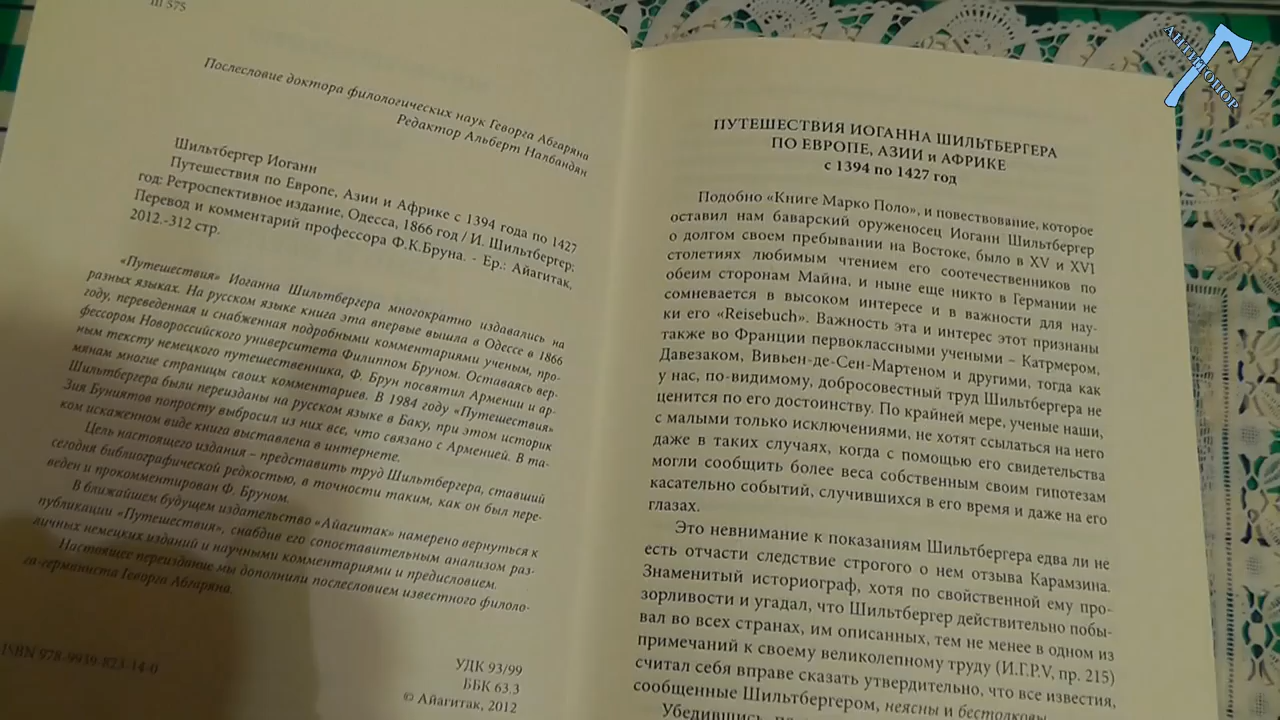 Ш 575
Послесловие доктора филологических наук Геворга Абгаряна
Редактор Альберт Налбандян
Шильтбергер Иоганн
Путешествия по Европе, Азии и Африке с 1394 года по 1427
год: Ретроспективное издание, Одесса, 1866 год / И. Шильтбергер;
Перевод и комментарий профессора Ф.К.Бруна. - Ер.: Айагитак,
2012.-312 стр.
«Путешествия» Иоганна Шильтбергера многократно издавались на
разных языках. На русском языке книга эта впервые вышла в Одессе в 1866
году, переведенная и снабженная подробными комментариями ученым, про-
фессором Новороссийского университета Филиппом Бруном. Оставаясь вер-
ным тексту немецкого путешественника, Ф. Брун посвятил Армении и ар-
мянам многие страницы своих комментариев. В 1984 году «Путешествия»
Шильтбергера были переизданы на русском языке в Баку, при этом историк
Зия Буниятов попросту выбросил из них все, что связано с Арменией. В та-
ком искаженном виде книга выставлена в интернете.
Цель настоящего издания – представить труд Шильтбергера, ставший
сегодня библиографической редкостью, в точности таким, как он был пере-
веден и прокомментирован Ф. Бруном.
В ближайшем будущем издательство «Айагитак» намерено вернуться к
публикации «Путешествия», снабдив его сопоставительным анализом раз-
личных немецких изданий и научными комментариями и предисловием.
Настоящее переиздание мы дополнили послесловием известного филоло-
га-германиста Геворга Абгаряна.
ISBN 978-9939-823-14-0
УДК 93/99
ББК 63.3
© Айагитак, 2012
ПУТЕШЕСТВИЯ ИОГАННА ШИЛЬТБЕРГЕРА
ПО ЕВРОПЕ, АЗИИ и АФРИКЕ
с 1394 по 1427 год
Подобно «Книге Марко Поло», и повествование, которое
оставил нам баварский оруженосец Иоганн Шильтбергер
о долгом своем пребывании на Востоке, было в XV и XVI
столетиях любимым чтением его соотечественников по
обеим сторонам Майна, и ныне еще никто в Германии не
сомневается в высоком интересе и в важности для нау-
ки его «Reisebuch». Важность эта и интерес этот признаны
также во Франции первоклассными учеными – Катрмером,
Давезаком, Вивьен-де-Сен-Мартеном и другими, тогда как
у нас, по-видимому, добросовестный труд Шильтбергера не
ценится по его достоинству. По крайней мере, ученые наши,
с малыми только исключениями, не хотят ссылаться на него
даже в таких случаях, когда с помощью его свидетельства
могли сообщить более веса собственным своим гипотезам
касательно событий, случившихся в его время и даже на его
глазах.
Это невнимание к показаниям Шильтбергера едва ли не
есть отчасти следствие строгого о нем отзыва Карамзина.
Знаменитый историограф, хотя по свойственной ему про-
зорливости и угадал, что Шильтбергер действительно побы-
вал во всех странах, им описанных, тем не менее в одном из
примечаний к своему великолепному труду (И.Г.Р.V, пр. 215)
считал себя вправе сказать утвердительно, что все известия,
сообщенные Шильтбергером, неясны и бестолковы
Убедившись
АНТИТОПОР